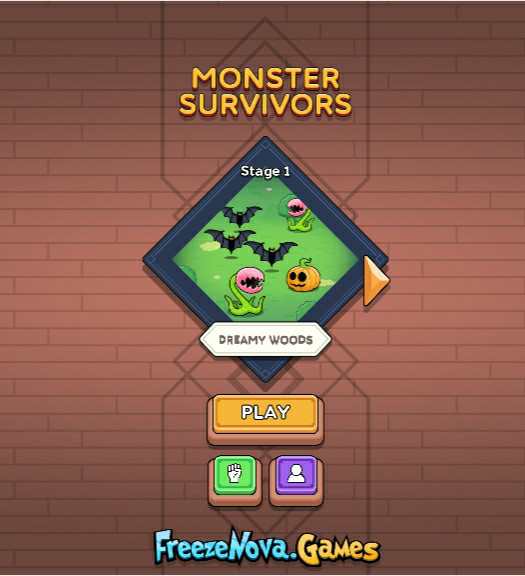 MONSTER
SURVIVORS
Stage 1
DREAMY WOODS
PLAY
FreezeNova.Games